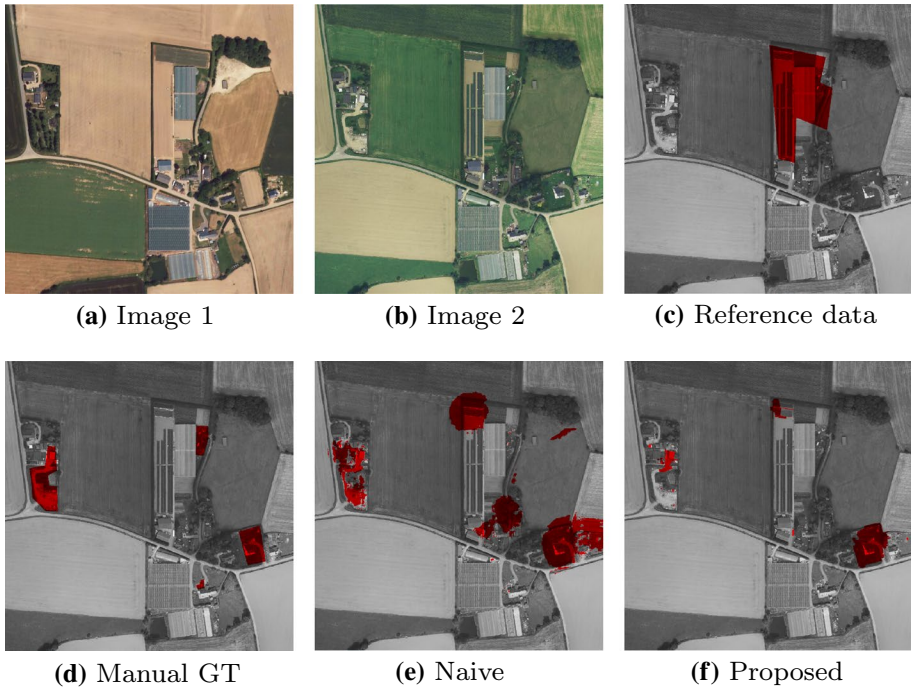 (a) Image 1
(b) Image 2
(c) Reference data
(d) Manual GT
(e) Naive
(f) Proposed